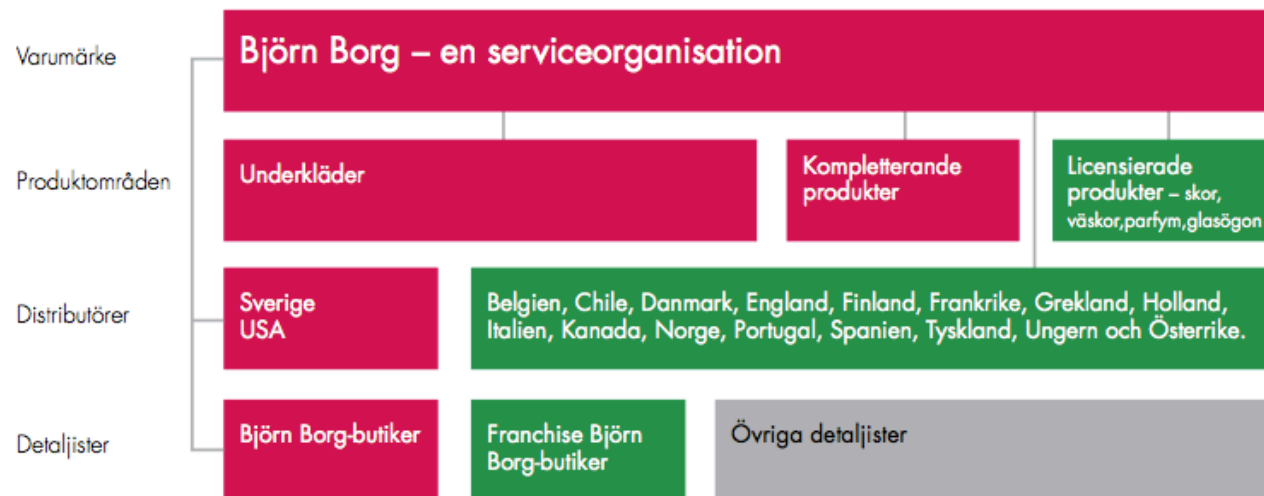 Varumärke
Björn Borg – en serviceorganisation
Produktområden
Underkläder
Kompletterande
produkter
Licensierade
produkter – skor,
väskor,parfym,glasögon
Distributörer
Sverige
USA
Belgien, Chile, Danmark, England, Finland, Frankrike, Grekland, Holland,
Italien, Kanada, Norge, Portugal, Spanien, Tyskland, Ungern och Österrike.
Detaljister
Björn Borg-butiker
Franchise Björn
Borg-butiker
Övriga detaljister